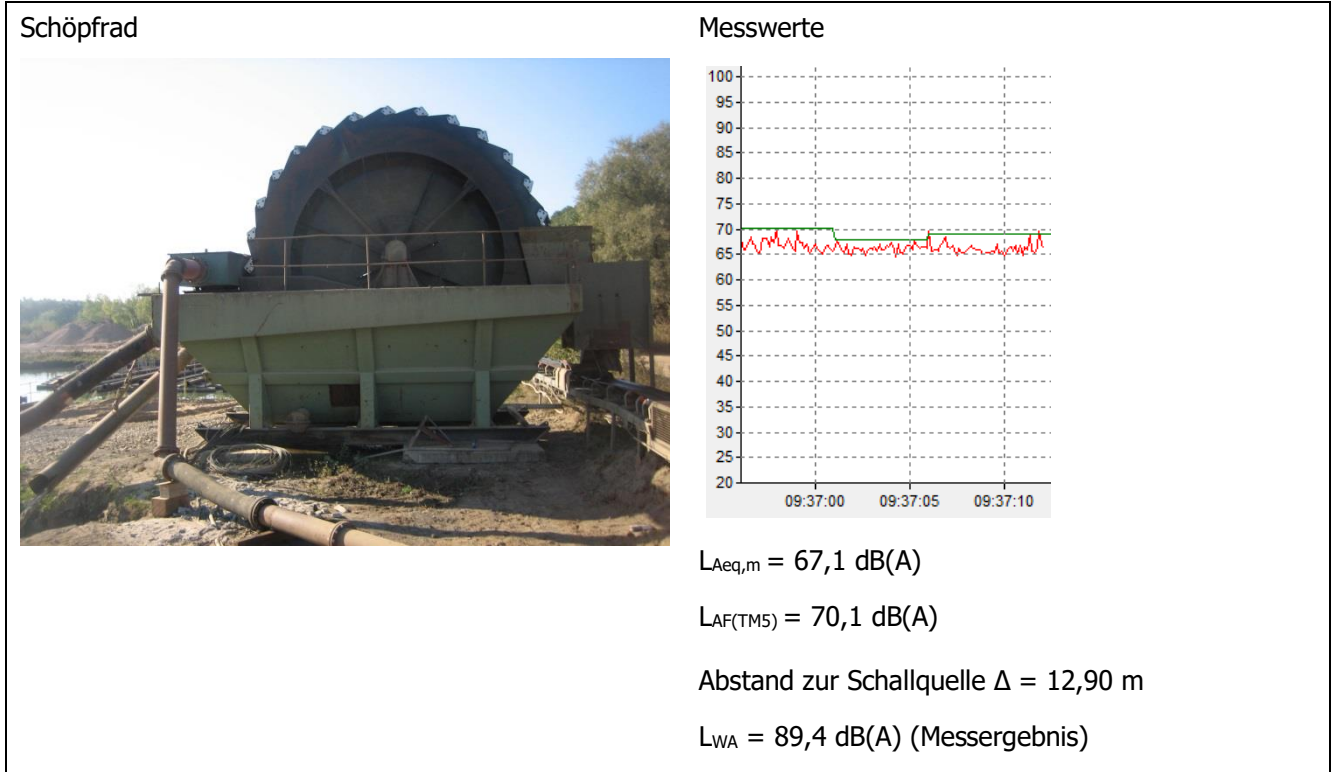 Schöpfrad
Messwerte
100
95
90
85
80
75
70
65
60
55
50
45
40
35
30
25
20
09:37:00 09:37:05 09:37:10
LAeq,m = 67,1 dB(A)
LAF(TM5) = 70,1 dB(A)
Abstand zur Schallquelle Δ = 12,90 m
LWA = 89,4 dB(A) (Messergebnis)